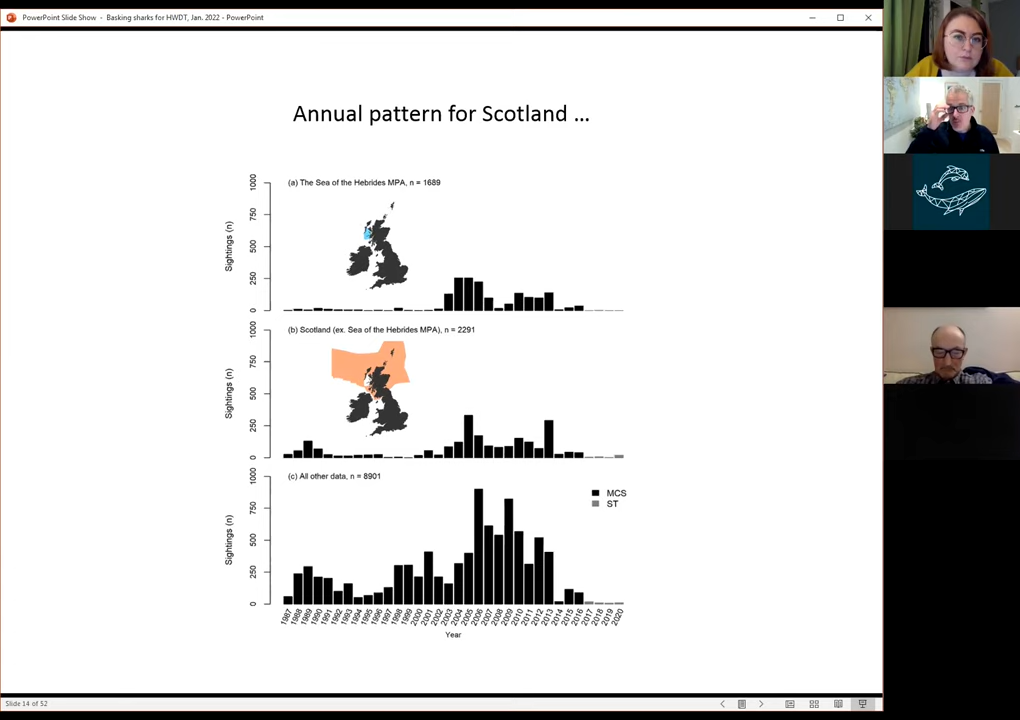 PowerPoint Slide Show - Basking sharks for HWDT, Jan. 2022 - PowerPoint
Annual pattern for Scotland ...
(a) The Sea of the Hebrides MPA, n = 1689
Sightings (n)
1000
750
500
250
0
(b) Scotland (ex. Sea of the Hebrides MPA), n = 2291
Sightings (n)
1000
750
500
250
0
(c) All other data, n = 8901
Sightings (n)
1000
750
500
250
0
MCS
ST
1987 1988 1989 1990 1991 1992 1993 1994 1995 1996 1997 1998 1999 2000 2001 2002 2003 2004 2005 2006 2007 2008 2009 2010 2011 2012 2013 2014 2015 2016 2017 2018 2019 2020
Year
Slide 14 of 52